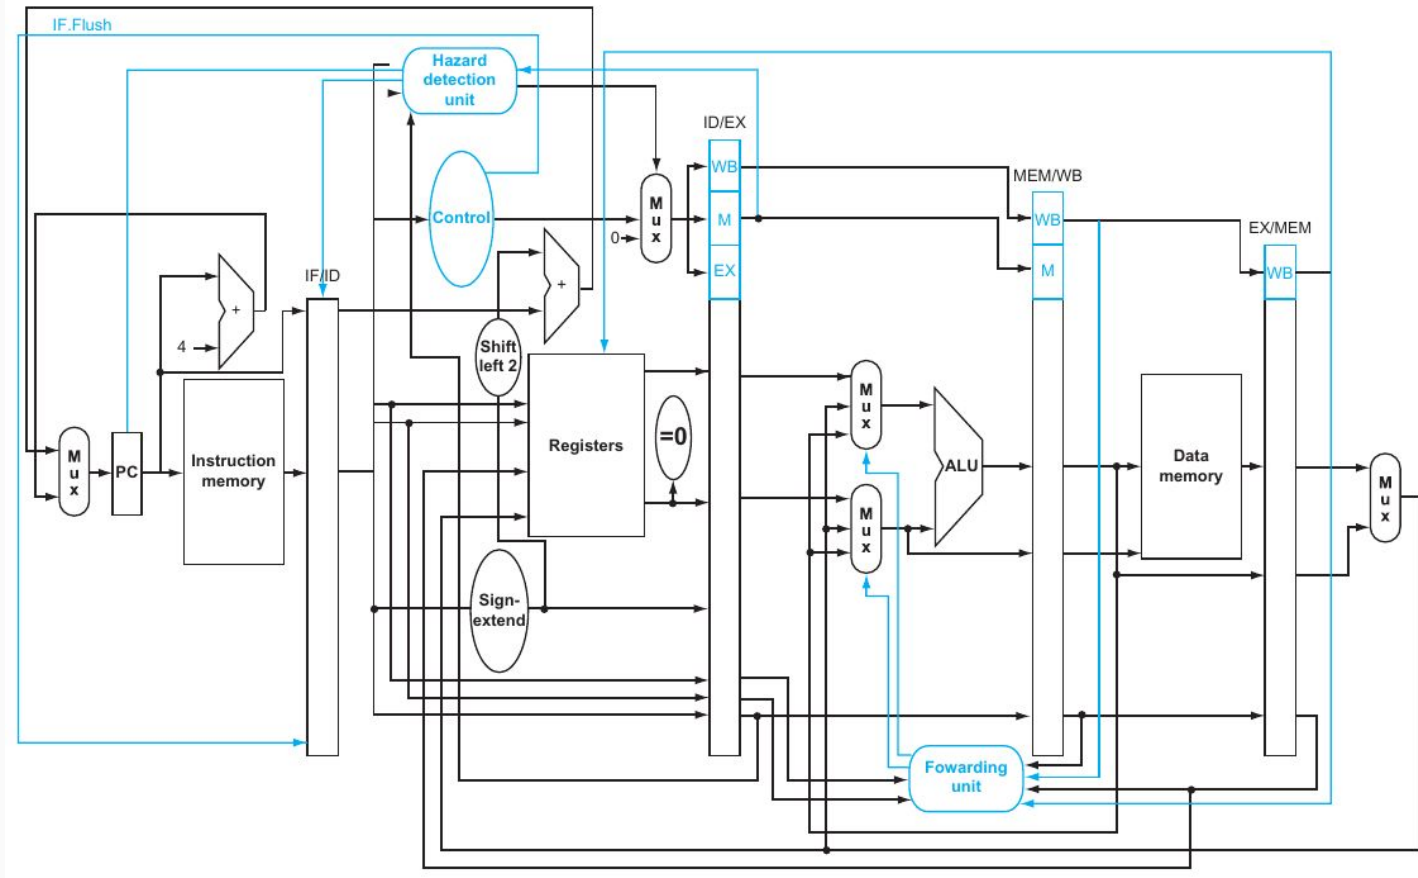 IF.Flush
Hazard
detection
unit
ID/EX
WB
MEM/WB
M
u
x
Control
M
WB
EX/MEM
0
EX
M
WB
IF/ID
+
+
4
Shift
left 2
M
u
x
=0
Registers
M
u
x
PC
Instruction
memory
ALU
Data
memory
M
u
x
M
u
x
Sign-
extend
Fowarding
unit